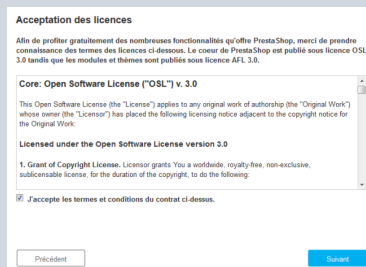 Acceptation des licences
Afin de profiter gratuitement des nombreuses fonctionnalités qu'offre PrestaShop, merci de prendre
connaissance des termes des licences ci-dessous. Le coeur de PrestaShop est publié sous licence OSL
3.0 tandis que les modules et thèmes sont publiés sous licence AFL 3.0.
Core: Open Software License ("OSL") v. 3.0
This Open Software License (the "License") applies to any original work of authorship (the "Original Work")
whose owner (the "Licensor") has placed the following licensing notice adjacent to the copyright notice for
the Original Work:
Licensed under the Open Software License version 3.0
1. Grant of Copyright License. Licensor grants You a worldwide, royalty-free, non-exclusive,
sublicensable license, for the duration of the copyright, to do the following:
J'accepte les termes et conditions du contrat ci-dessus.
Précédent
Suivant